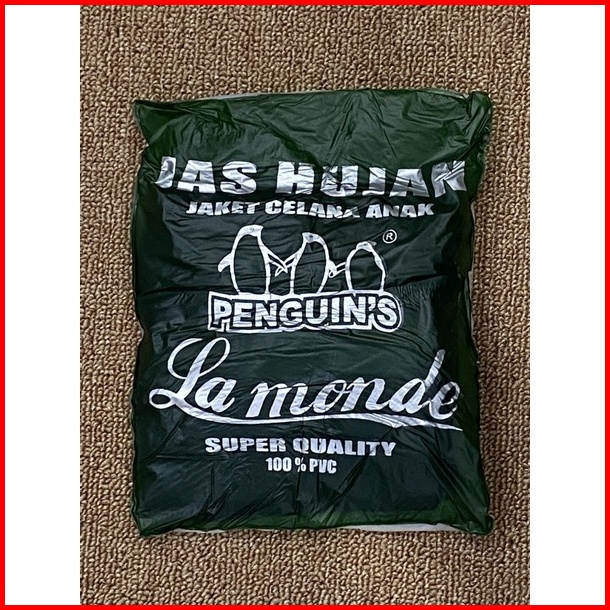 JAS HUJAN
JAKET CELANA ANAK
®
PENGUIN'S
La monde
SUPER QUALITY
100 % PVC